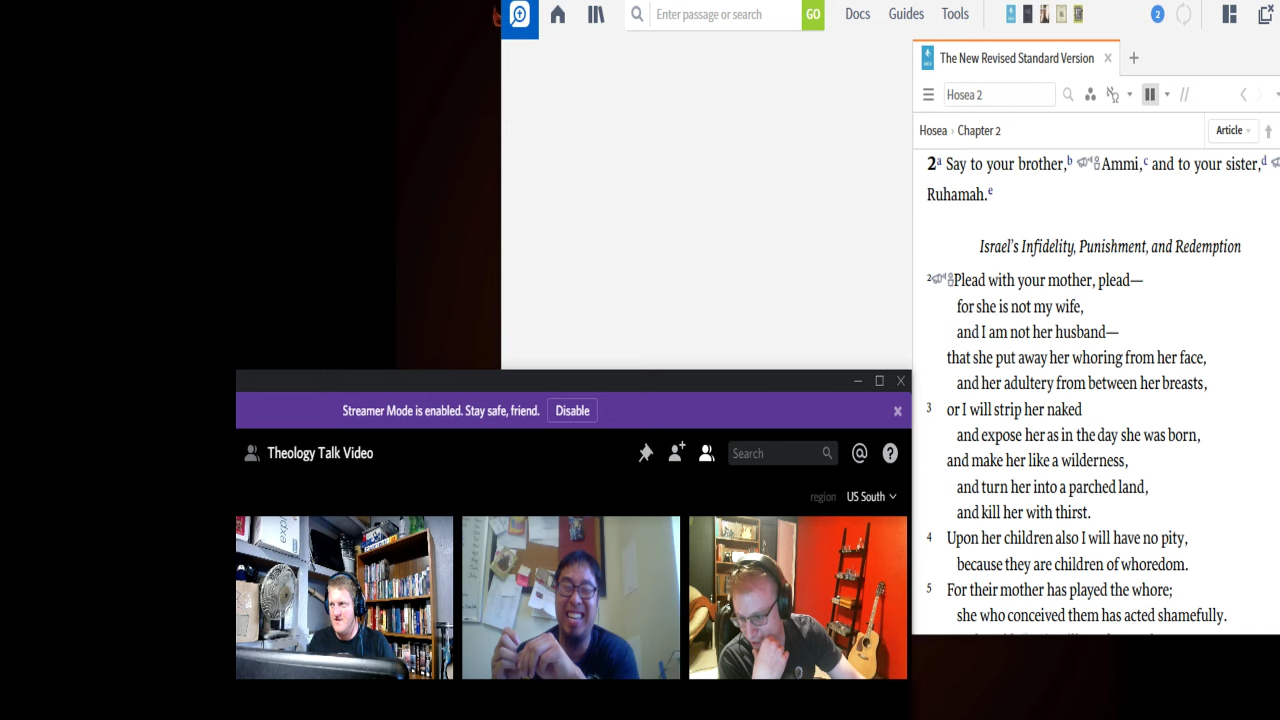 Enter passage or search
GO
Docs Guides Tools
2
The New Revised Standard Version
Hosea 2
Hosea › Chapter 2
Article
2a Say to your brother,b Ammi,c and to your sister,d
Ruhamah.e
Israel's Infidelity, Punishment, and Redemption
2 Plead with your mother, plead—
for she is not my wife,
and I am not her husband—
that she put away her whoring from her face,
and her adultery from between her breasts,
3 or I will strip her naked
and expose her as in the day she was born,
and make her like a wilderness,
and turn her into a parched land,
and kill her with thirst.
4 Upon her children also I will have no pity,
because they are children of whoredom.
5 For their mother has played the whore;
she who conceived them has acted shamefully.
Streamer Mode is enabled. Stay safe, friend. Disable
Theology Talk Video
Search
region US South